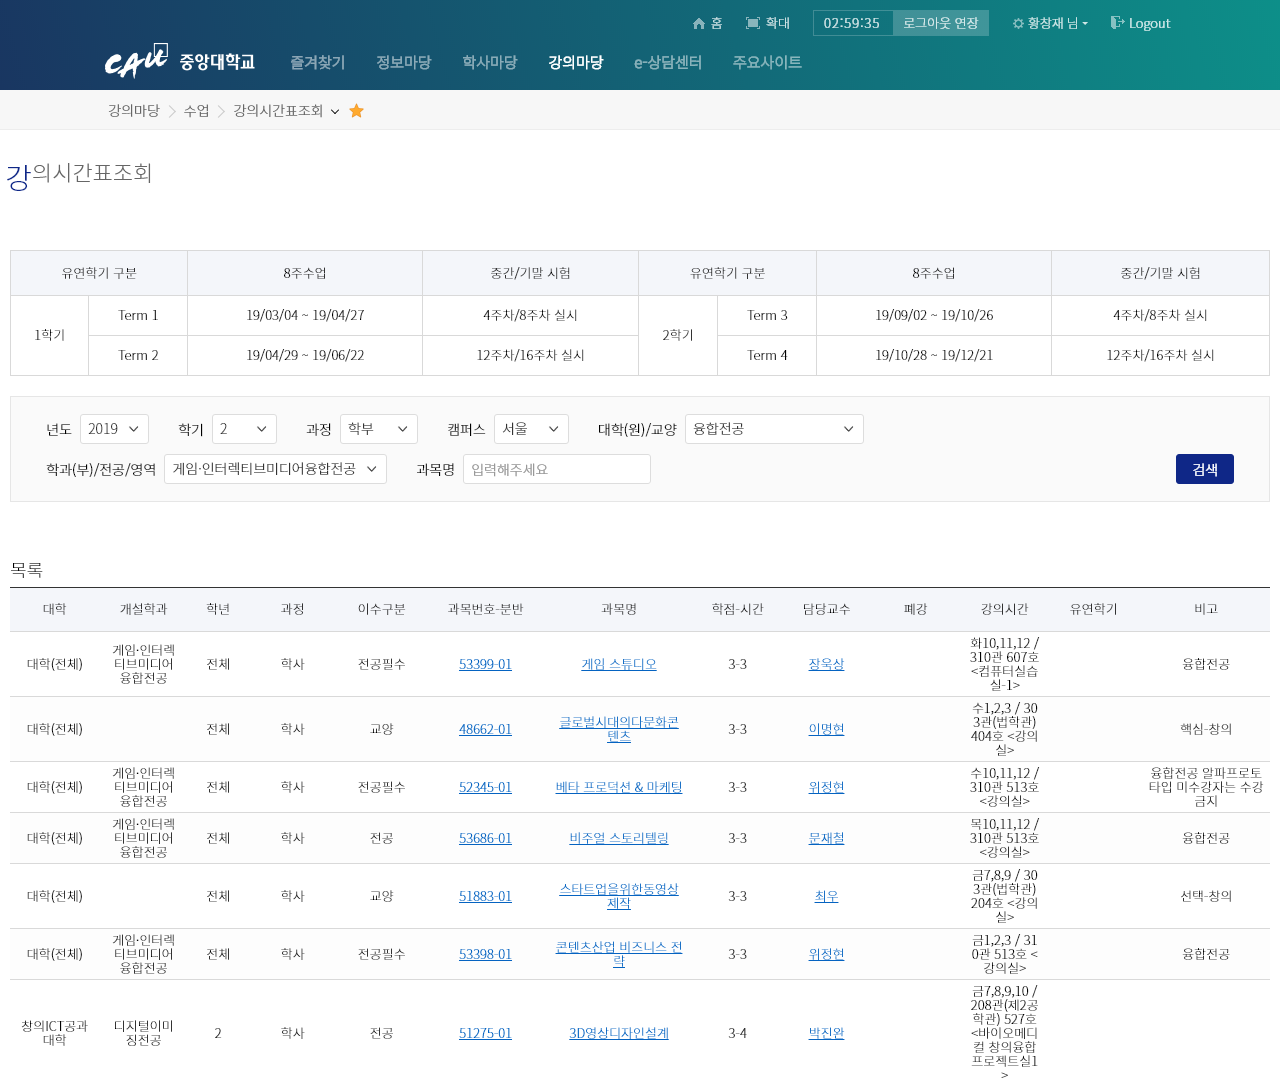 홈 확대 02:59:35 로그아웃 연장 황창재 님 Logout
CAU 중앙대학교 즐겨찾기 정보마당 학사마당 강의마당 e-상담센터 주요사이트
강의마당 수업 강의시간표조회
강의시간표조회
유연학기 구분 8주수업 중간/기말 시험 유연학기 구분 8주수업 중간/기말 시험
1학기 Term 1 19/03/04 ~ 19/04/27 4주차/8주차 실시 2학기 Term 3 19/09/02 ~ 19/10/26 4주차/8주차 실시
Term 2 19/04/29 ~ 19/06/22 12주차/16주차 실시 Term 4 19/10/28 ~ 19/12/21 12주차/16주차 실시
년도 2019 학기 2 과정 학부 캠퍼스 서울 대학(원)/교양 융합전공
학과(부)/전공/영역 게임·인터렉티브미디어융합전공 과목명 입력해주세요 검색
목록
대학 개설학과 학년 과정 이수구분 과목번호-분반 과목명 학점-시간 담당교수 폐강 강의시간 유연학기 비고
대학(전체)
게임·인터렉
티브미디어
융합전공
전체 학사 전공필수 53399-01 게임 스튜디오 3-3 장욱상
화10,11,12 /
310관 607호
<컴퓨터실습
실-1>
융합전공
대학(전체) 전체 학사 교양 48662-01
글로벌시대의다문화콘
텐츠
3-3 이명현
수1,2,3 / 30
3관(법학관)
404호 <강의
실>
핵심-창의
대학(전체)
게임·인터렉
티브미디어
융합전공
전체 학사 전공필수 52345-01 베타 프로덕션 & 마케팅 3-3 위정현
수10,11,12 /
310관 513호
<강의실>
융합전공 알파프로토
타입 미수강자는 수강
금지
대학(전체)
게임·인터렉
티브미디어
융합전공
전체 학사 전공 53686-01 비주얼 스토리텔링 3-3 문재철
목10,11,12 /
310관 513호
<강의실>
융합전공
대학(전체) 전체 학사 교양 51883-01
스타트업을위한동영상
제작
3-3 최우
금7,8,9 / 30
3관(법학관)
204호 <강의
실>
선택-창의
대학(전체)
게임·인터렉
티브미디어
융합전공
전체 학사 전공필수 53398-01
콘텐츠산업 비즈니스 전
략
3-3 위정현
금1,2,3 / 31
0관 513호 <
강의실>
융합전공
창의ICT공과
대학
디지털이미
징전공
2 학사 전공 51275-01 3D영상디자인설계 3-4 박진완
금7,8,9,10 /
208관(제2공
학관) 527호
<바이오메디
컬 창의융합
프로젝트실1
>